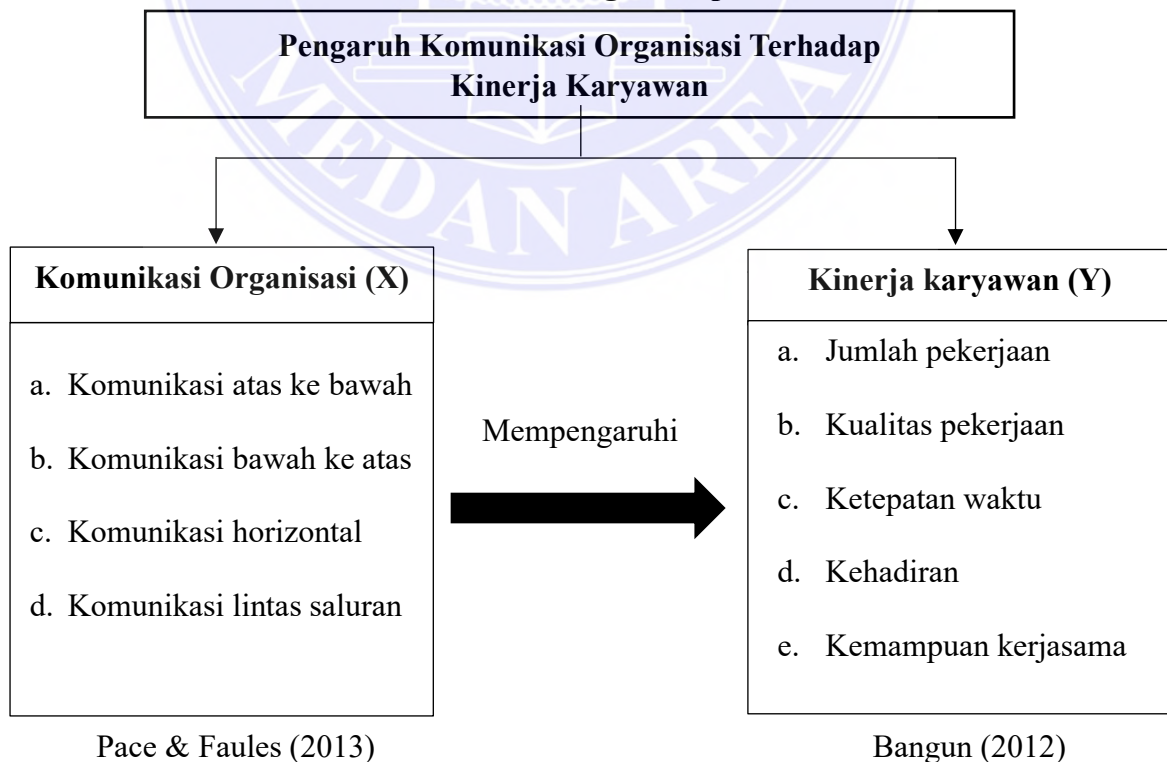 Pengaruh Komunikasi Organisasi Terhadap
Kinerja Karyawan
MEDAN AREA
Komunikasi Organisasi (X)
a. Komunikasi atas ke bawah
b. Komunikasi bawah ke atas
c. Komunikasi horizontal
d. Komunikasi lintas saluran
Pace & Faules (2013)
Mempengaruhi
Kinerja karyawan (Y)
a. Jumlah pekerjaan
b. Kualitas pekerjaan
c. Ketepatan waktu
d. Kehadiran
e. Kemampuan kerjasama
Bangun (2012)